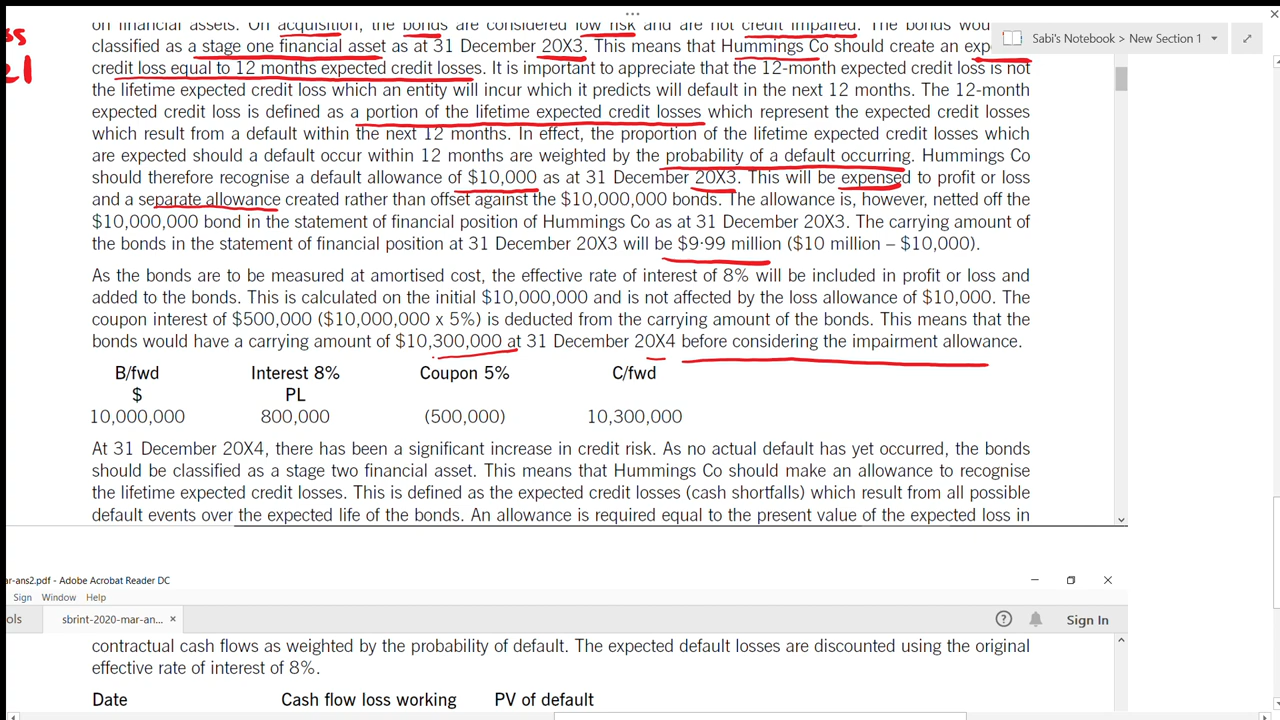 on financial assets. On acquisition, the bonds are considered low risk and are not credit impaired. The bonds wou
ss classified as a stage one financial asset as at 31 December 20X3. This means that Hummings Co should create an exp
credit loss equal to 12 months expected credit losses. It is important to appreciate that the 12-month expected credit loss is not
the lifetime expected credit loss which an entity will incur which it predicts will default in the next 12 months. The 12-month
expected credit loss is defined as a portion of the lifetime expected credit losses which represent the expected credit losses
which result from a default within the next 12 months. In effect, the proportion of the lifetime expected credit losses which
are expected should a default occur within 12 months are weighted by the probability of a default occurring. Hummings Co
should therefore recognise a default allowance of $10,000 as at 31 December 20X3. This will be expensed to profit or loss
and a separate allowance created rather than offset against the $10,000,000 bonds. The allowance is, however, netted off the
$10,000,000 bond in the statement of financial position of Hummings Co as at 31 December 20X3. The carrying amount of
the bonds in the statement of financial position at 31 December 20X3 will be $9·99 million ($10 million – $10,000).
As the bonds are to be measured at amortised cost, the effective rate of interest of 8% will be included in profit or loss and
added to the bonds. This is calculated on the initial $10,000,000 and is not affected by the loss allowance of $10,000. The
coupon interest of $500,000 ($10,000,000 x 5%) is deducted from the carrying amount of the bonds. This means that the
bonds would have a carrying amount of $10,300,000 at 31 December 20X4 before considering the impairment allowance.
B/fwd Interest 8% Coupon 5% C/fwd
$ PL
10,000,000 800,000 (500,000) 10,300,000
At 31 December 20X4, there has been a significant increase in credit risk. As no actual default has yet occurred, the bonds
should be classified as a stage two financial asset. This means that Hummings Co should make an allowance to recognise
the lifetime expected credit losses. This is defined as the expected credit losses (cash shortfalls) which result from all possible
default events over the expected life of the bonds. An allowance is required equal to the present value of the expected loss in
Sabi's Notebook > New Section 1
ar-ans2.pdf - Adobe Acrobat Reader DC
Sign Window Help
ols sbrint-2020-mar-an... × Sign In
contractual cash flows as weighted by the probability of default. The expected default losses are discounted using the original
effective rate of interest of 8%.
Date Cash flow loss working PV of default